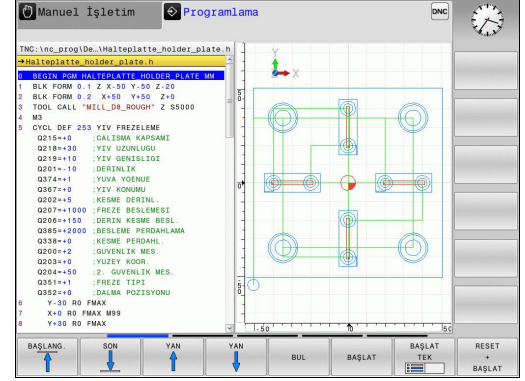 Manuel İşletim
Programlama
DNC
TNC:\nc_prog\De…\Halteplatte_holder_plate.h
→Halteplatte_holder_plate.h
0 BEGIN PGM HALTEPLATTE_HOLDER_PLATE MM
1 BLK FORM 0.1 Z X-50 Y-50 Z-20
2 BLK FORM 0.2 X+50 Y+50 Z+0
3 TOOL CALL "MILL_D8_ROUGH" Z S5000
4 M3
5 CYCL DEF 253 YIV FREZELEME
Q215=+0 ;CALISMA KAPSAMI
Q218=+30 ;YIV UZUNLUGU
Q219=+10 ;YIV GENISLIGI
Q201=-10 ;DERINLIK
Q374=+1 ;YUVA YOENUE
Q367=+0 ;YIV KONUMU
Q202=+5 ;KESME DERINL.
Q207=+1000 ;FREZE BESLEMESI
Q206=+150 ;DERIN KESME BESL.
Q385=+2000 ;BESLEME PERDAHLAMA
Q338=+0 ;KESME PERDAHL.
Q200=+2 ;GUVENLIK MES.
Q203=+0 ;YUZEY KOOR.
Q204=+50 ;2. GUVENLIK MES.
Q351=+1 ;FREZE TIPI
Q352=+0 ;DALMA POZISYONU
6 Y-30 R0 FMAX
7 X+0 R0 FMAX M99
8 Y+30 R0 FMAX
Y
X
50
0
-50
-50
0
50
BAŞLANG.
SON
YAN
YAN
BUL
BAŞLAT
BAŞLAT
TEK
RESET
+
BAŞLAT